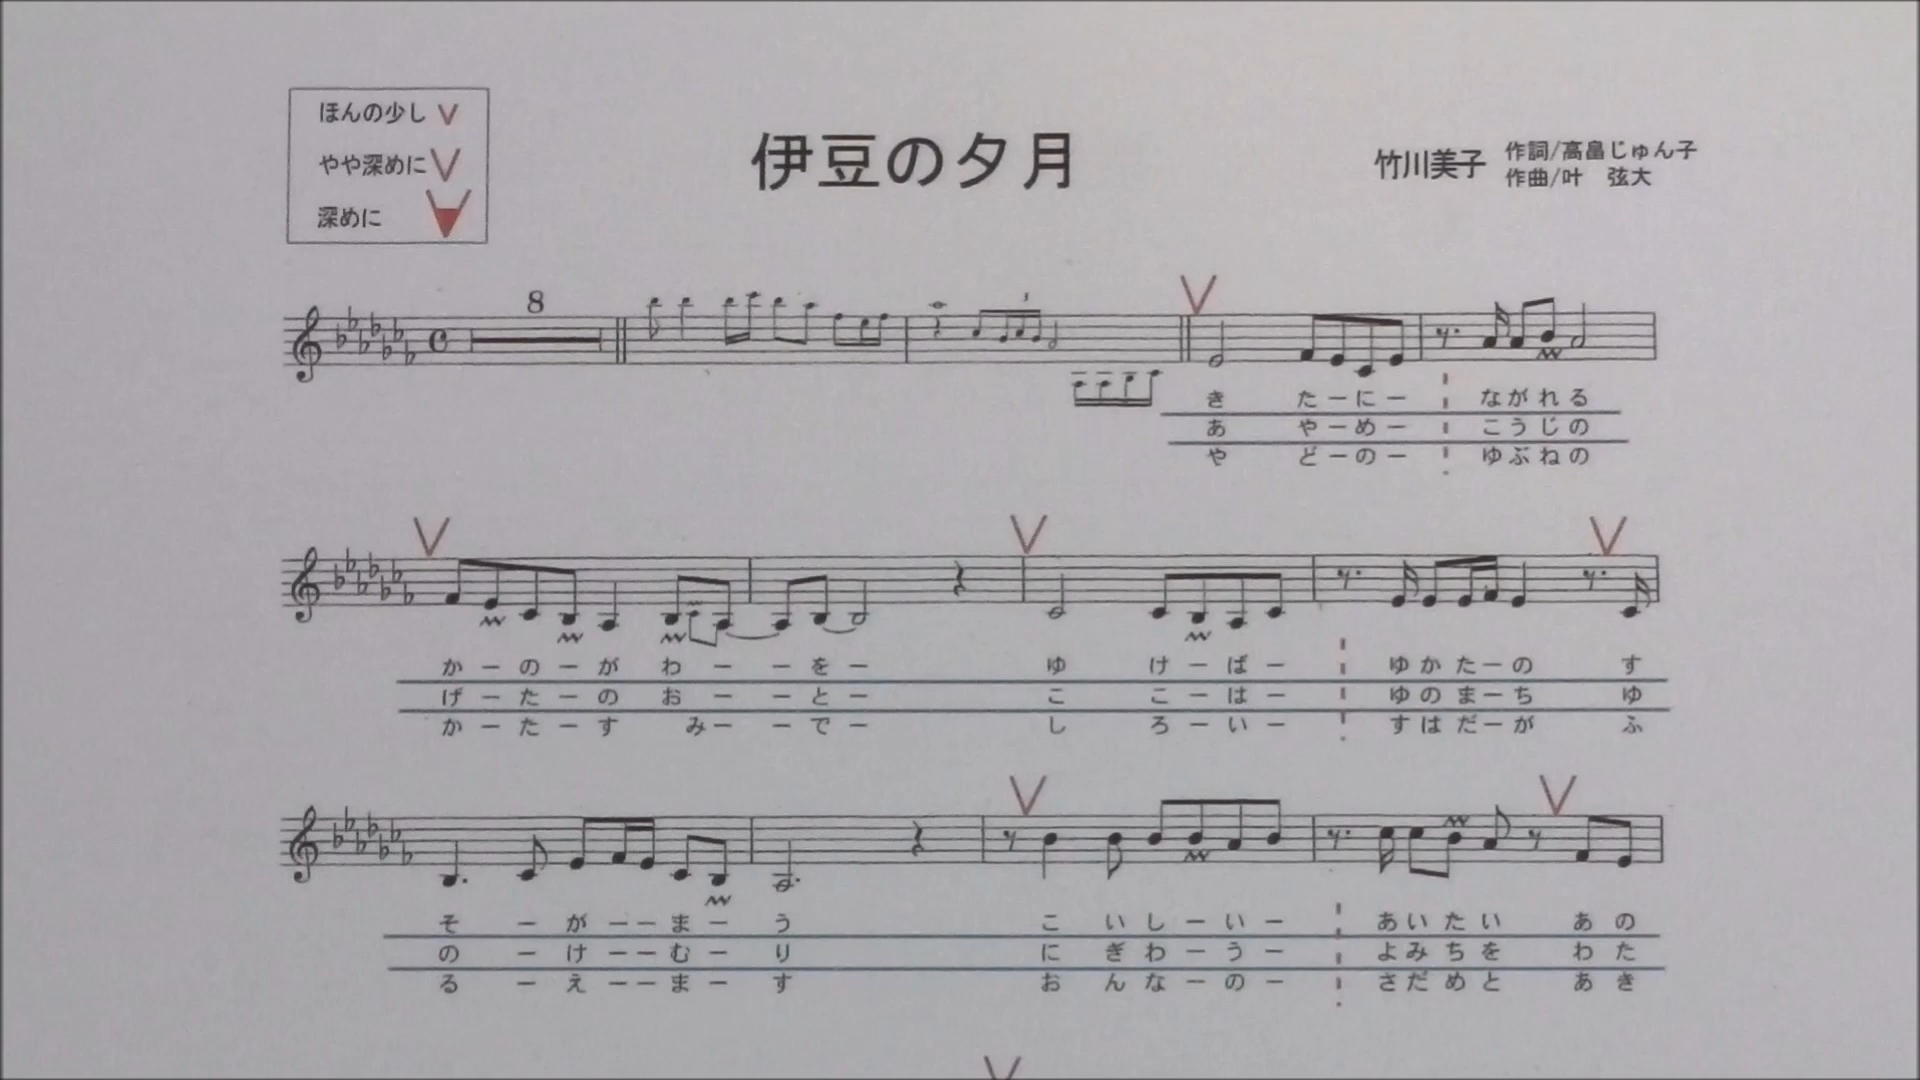 ほんの少し V
やや深めに V
深めに
伊豆の夕月
竹川美子
作詞/高畠じゅん子
作曲/叶 弦大
8
3
き たーにー ながれる
あ やーめー こうじの
や どーのー ゆぶねの
かーのーが わーーをー ゆ けーばー ゆかたーの す
げーたーの おーーとー こ こーはー ゆのまーち ゆ
かーたーす みーーでー し ろーいー すはだーが ふ
そ ーがーーまー う こ いしーいー あいたい あの
の ーけーーむー り に ぎわーうー よみちを わた
る ーえーーまー す お んなーのー さだめと あき